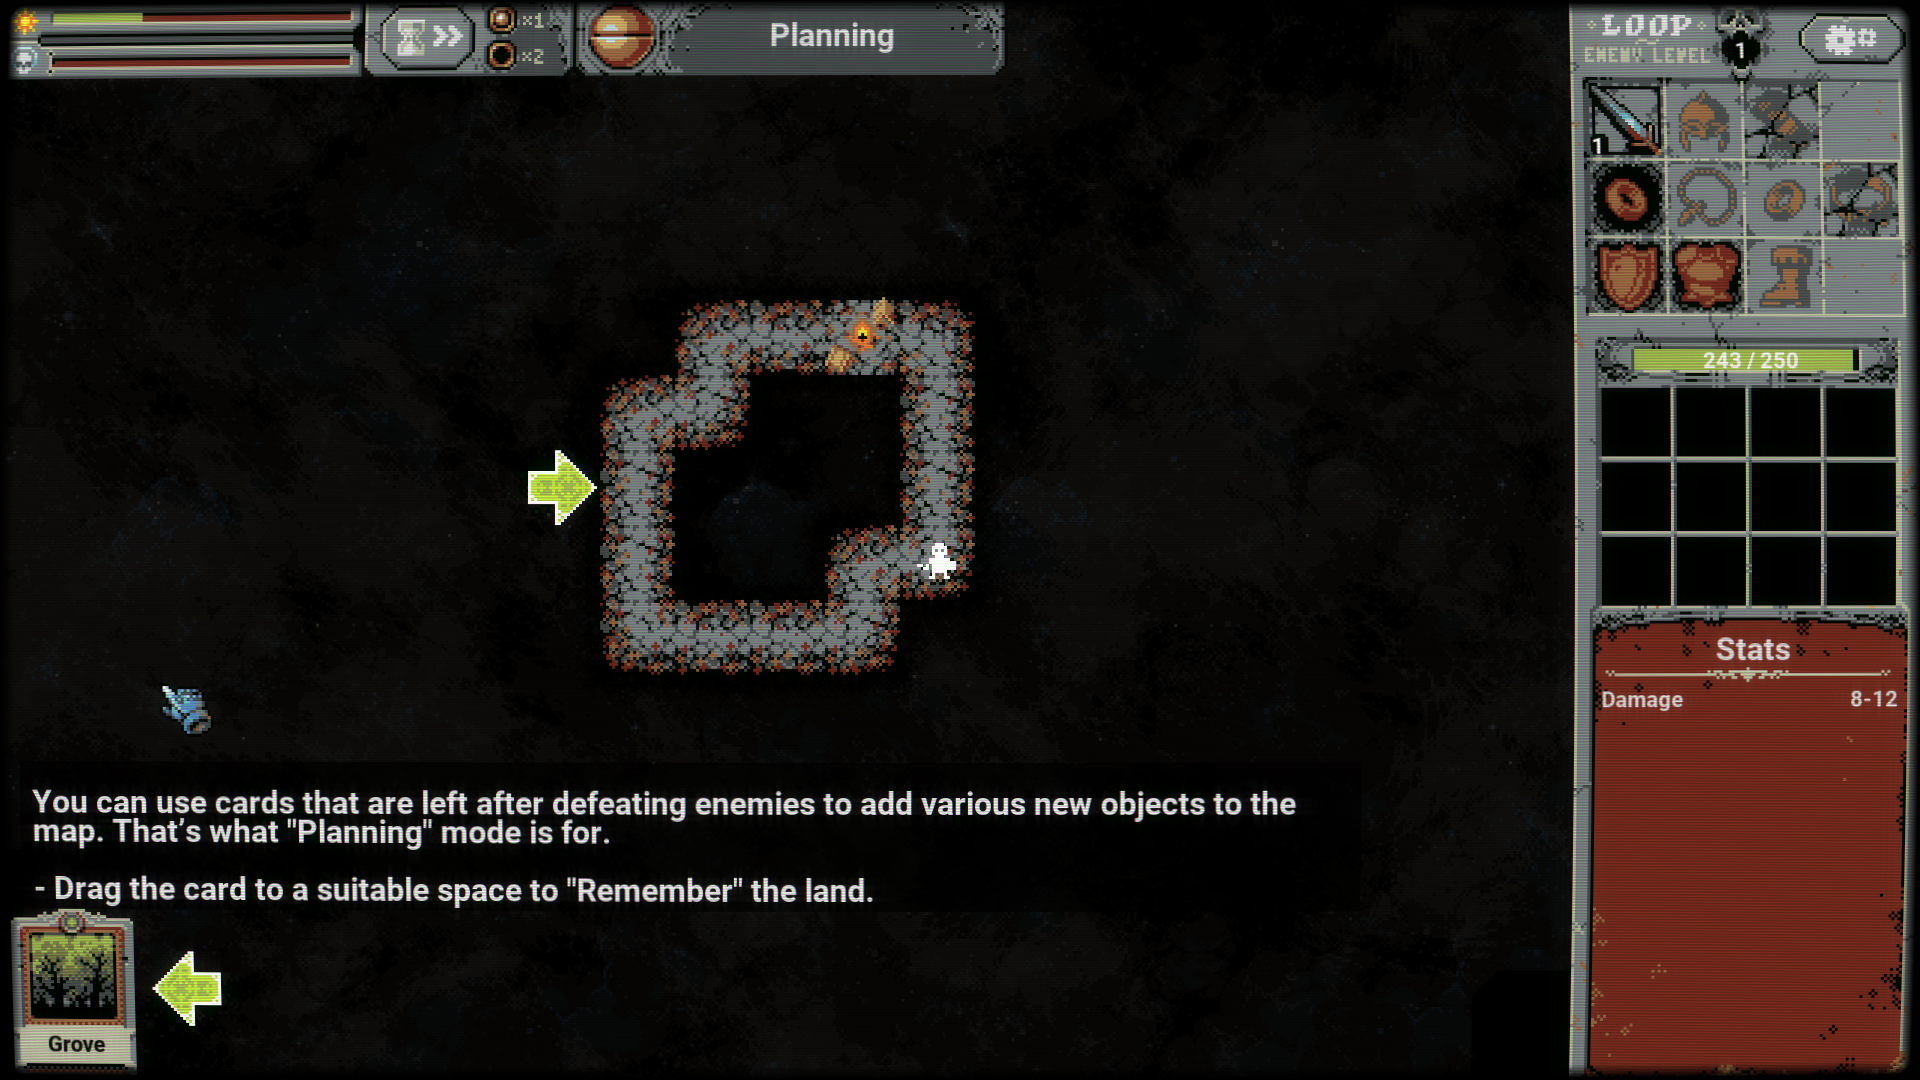 x1
x2
Planning
LOOP
ENEMY LEVEL
1
1
243 / 250
Stats
Damage 8-12
You can use cards that are left after defeating enemies to add various new objects to the
map. That's what "Planning" mode is for.
- Drag the card to a suitable space to "Remember" the land.
Grove